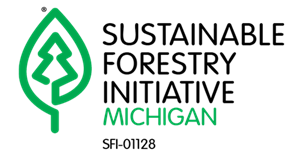 ®
SUSTAINABLE
FORESTRY
INITIATIVE
MICHIGAN
SFI-01128